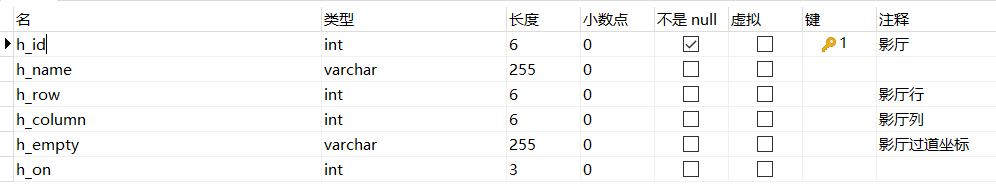 名 类型 长度 小数点 不是 null 虚拟 键 注释
h_id int 6 0 1 影厅
h_name varchar 255 0
h_row int 6 0 影厅行
h_column int 6 0 影厅列
h_empty varchar 255 0 影厅过道坐标
h_on int 3 0